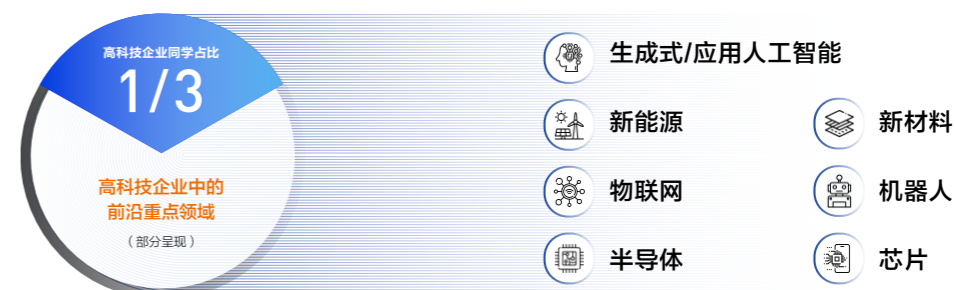 高科技企业同学占比
1/3
高科技企业中的
前沿重点领域
（部分呈现）
生成式/应用人工智能
新能源
新材料
物联网
机器人
半导体
芯片